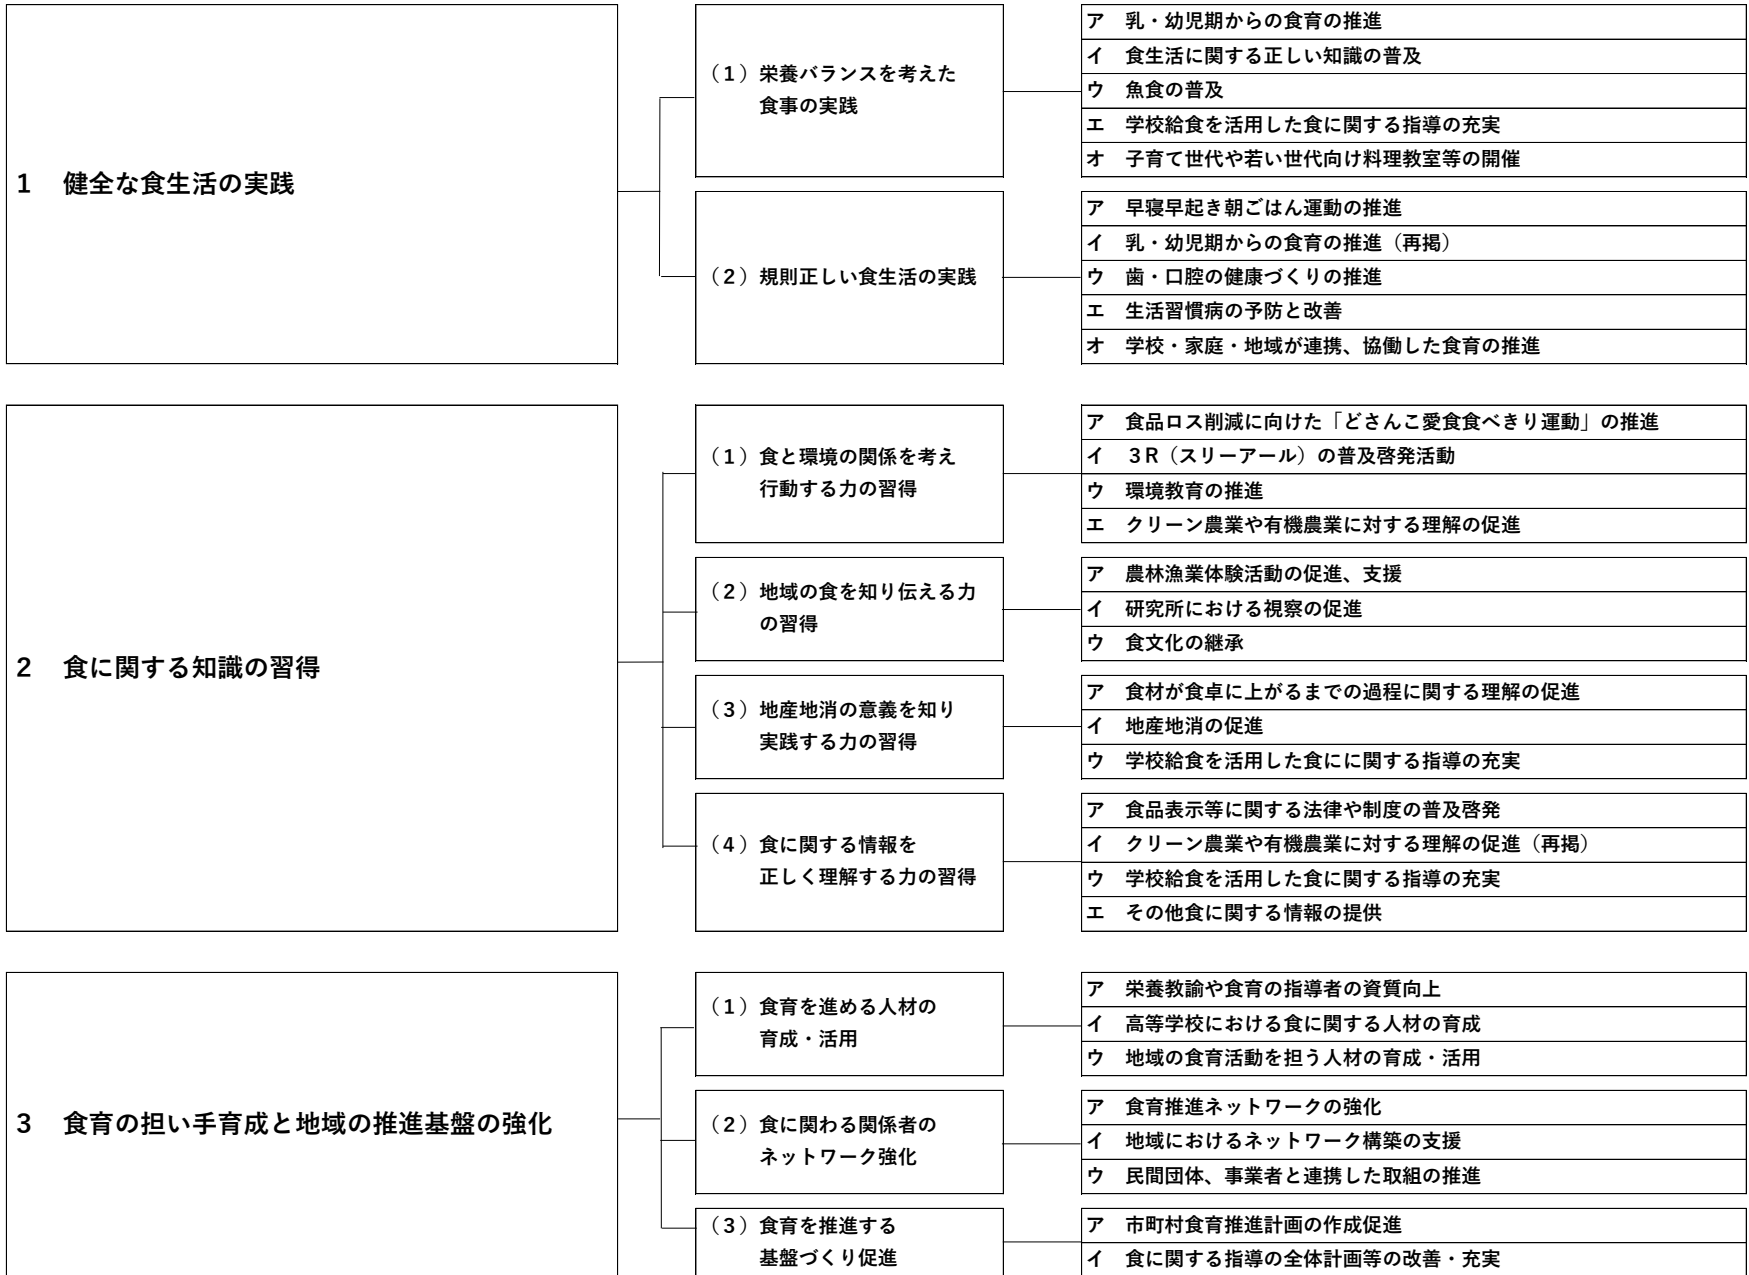 1 健全な食生活の実践
（1）栄養バランスを考えた
食事の実践
ア 乳・幼児期からの食育の推進
イ 食生活に関する正しい知識の普及
ウ 魚食の普及
エ 学校給食を活用した食に関する指導の充実
オ 子育て世代や若い世代向け料理教室等の開催
（2）規則正しい食生活の実践
ア 早寝早起き朝ごはん運動の推進
イ 乳・幼児期からの食育の推進（再掲）
ウ 歯・口腔の健康づくりの推進
エ 生活習慣病の予防と改善
オ 学校・家庭・地域が連携、協働した食育の推進
2 食に関する知識の習得
（1）食と環境の関係を考え
行動する力の習得
ア 食品ロス削減に向けた「どさんこ愛食食べきり運動」の推進
イ ３R（スリーアール）の普及啓発活動
ウ 環境教育の推進
エ クリーン農業や有機農業に対する理解の促進
（2）地域の食を知り伝える力
の習得
ア 農林漁業体験活動の促進、支援
イ 研究所における視察の促進
ウ 食文化の継承
（3）地産地消の意義を知り
実践する力の習得
ア 食材が食卓に上がるまでの過程に関する理解の促進
イ 地産地消の促進
ウ 学校給食を活用した食にに関する指導の充実
（4）食に関する情報を
正しく理解する力の習得
ア 食品表示等に関する法律や制度の普及啓発
イ クリーン農業や有機農業に対する理解の促進（再掲）
ウ 学校給食を活用した食に関する指導の充実
エ その他食に関する情報の提供
3 食育の担い手育成と地域の推進基盤の強化
（1）食育を進める人材の
育成・活用
ア 栄養教諭や食育の指導者の資質向上
イ 高等学校における食に関する人材の育成
ウ 地域の食育活動を担う人材の育成・活用
（2）食に関わる関係者の
ネットワーク強化
ア 食育推進ネットワークの強化
イ 地域におけるネットワーク構築の支援
ウ 民間団体、事業者と連携した取組の推進
（3）食育を推進する
基盤づくり促進
ア 市町村食育推進計画の作成促進
イ 食に関する指導の全体計画等の改善・充実